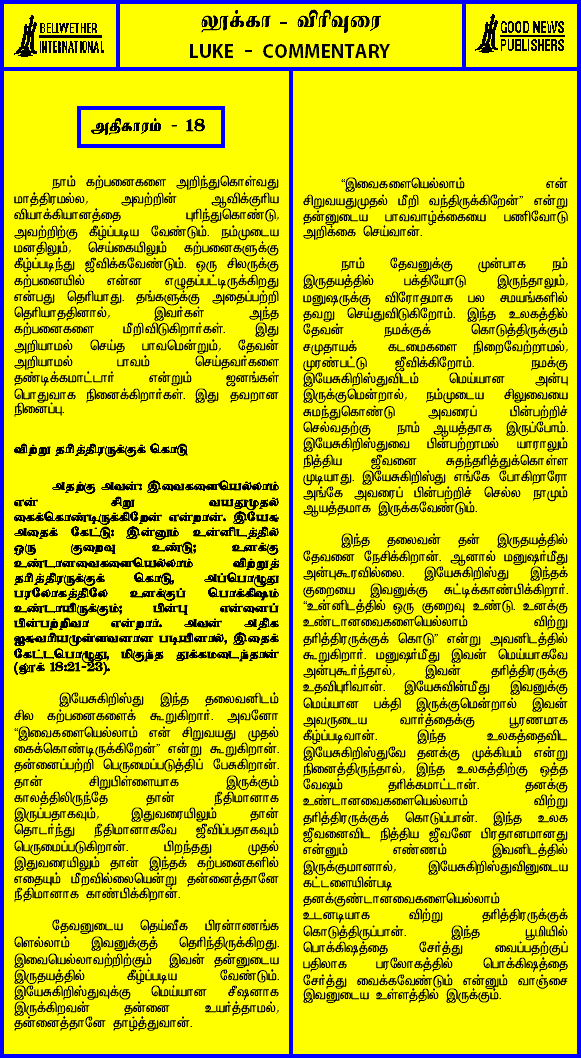 BELWETHER
INTERNATIONAL
லூக்கா - விரிவுரை
LUKE - COMMENTARY
GOOD NEWS
PUBLISHERS
அதிகாரம் - 18
நாம் கற்பனைகளை அறிந்துகொள்வது
மாத்திரமல்ல, அவற்றின் ஆவிக்குரிய
வியாக்கியானத்தை புரிந்துகொண்டு,
அவற்றிற்கு கீழ்ப்படிய வேண்டும். நம்முடைய
மனதிலும், செய்கையிலும் கற்பனைகளுக்கு
கீழ்ப்படிந்து ஜீவிக்கவேண்டும். ஒரு சிலருக்கு
கற்பனையில் என்ன எழுதப்பட்டிருக்கிறது
என்பது தெரியாது. தங்களுக்கு அதைப்பற்றி
தெரியாததினால், இவர்கள் அந்த
கற்பனைகளை மீறிவிடுகிறார்கள். இது
அறியாமல் செய்த பாவமென்றும், தேவன்
அறியாமல் பாவம் செய்தவர்களை
தண்டிக்கமாட்டார் என்றும் ஜனங்கள்
பொதுவாக நினைக்கிறார்கள். இது தவறான
நினைப்பு.
விற்று தரித்திரருக்குக் கொடு
அதற்கு அவன்: இவைகளையெல்லாம்
என் சிறு வயதுமுதல்
கைக்கொண்டிருக்கிறேன் என்றான். இயேசு
அதைக் கேட்டு: இன்னும் உன்னிடத்தில்
ஒரு குறைவு உண்டு; உனக்கு
உண்டானவைகளையெல்லாம் விற்றுத்
தரித்திரருக்குக் கொடு, அப்பொழுது
பரலோகத்திலே உனக்குப் பொக்கிஷம்
உண்டாயிருக்கும்; பின்பு என்னைப்
பின்பற்றிவா என்றார். அவன் அதிக
ஐசுவரியமுள்ளவனான படியினால், இதைக்
கேட்டபொழுது, மிகுந்த துக்கமடைந்தான்
(லூக் 18:21-23).
இயேசுகிறிஸ்து இந்த தலைவனிடம்
சில கற்பனைகளைக் கூறுகிறார். அவனோ
“இவைகளையெல்லாம் என் சிறுவயது முதல்
கைக்கொண்டிருக்கிறேன்” என்று கூறுகிறான்.
தன்னைப்பற்றி பெருமைப்படுத்திப் பேசுகிறான்.
தான் சிறுபிள்ளையாக இருக்கும்
காலத்திலிருந்தே தான் நீதிமானாக
இருப்பதாகவும், இதுவரையிலும் தான்
தொடர்ந்து நீதிமானாகவே ஜீவிப்பதாகவும்
பெருமைப்படுகிறான். பிறந்தது முதல்
இதுவரையிலும் தான் இந்தக் கற்பனைகளில்
எதையும் மீறவில்லையென்று தன்னைத்தானே
நீதிமானாக காண்பிக்கிறான்.
தேவனுடைய தெய்வீக பிரமாணங்க
ளெல்லாம் இவனுக்குத் தெரிந்திருக்கிறது.
இவையெல்லாவற்றிற்கும் இவன் தன்னுடைய
இருதயத்தில் கீழ்ப்படிய வேண்டும்.
இயேசுகிறிஸ்துவுக்கு மெய்யான சீஷனாக
இருக்கிறவன் தன்னை உயர்த்தாமல்,
தன்னைத்தானே தாழ்த்துவான்.
“இவைகளையெல்லாம் என்
சிறுவயதுமுதல் மீறி வந்திருக்கிறேன்” என்று
தன்னுடைய பாவவாழ்க்கையை பணிவோடு
அறிக்கை செய்வான்.
நாம் தேவனுக்கு முன்பாக நம்
இருதயத்தில் பக்தியோடு இருந்தாலும்,
மனுஷருக்கு விரோதமாக பல சமயங்களில்
தவறு செய்துவிடுகிறோம். இந்த உலகத்தில்
தேவன் நமக்குக் கொடுத்திருக்கும்
சமுதாயக் கடமைகளை நிறைவேற்றாமல்,
முரண்பட்டு ஜீவிக்கிறோம். நமக்கு
இயேசுகிறிஸ்துவிடம் மெய்யான அன்பு
இருக்குமென்றால், நம்முடைய சிலுவையை
சுமந்துகொண்டு அவரைப் பின்பற்றிச்
செல்வதற்கு நாம் ஆயத்தாக இருப்போம்.
இயேசுகிறிஸ்துவை பின்பற்றாமல் யாராலும்
நித்திய ஜீவனை சுதந்தரித்துக்கொள்ள
முடியாது. இயேசுகிறிஸ்து எங்கே போகிறாரோ
அங்கே அவரைப் பின்பற்றிச் செல்ல நாமும்
ஆயத்தமாக இருக்கவேண்டும்.
இந்த தலைவன் தன் இருதயத்தில்
தேவனை நேசிக்கிறான். ஆனால் மனுஷர்மீது
அன்புகூரவில்லை. இயேசுகிறிஸ்து இந்தக்
குறையை இவனுக்கு சுட்டிக்காண்பிக்கிறார்.
“உன்னிடத்தில் ஒரு குறைவு உண்டு. உனக்கு
உண்டானவைகளையெல்லாம் விற்று
தரித்திரருக்குக் கொடு” என்று அவனிடத்தில்
கூறுகிறார். மனுஷர்மீது இவன் மெய்யாகவே
அன்புகூர்ந்தால், இவன் தரித்திரருக்கு
உதவிபுரிவான். இயேசுவின்மீது இவனுக்கு
மெய்யான பக்தி இருக்குமென்றால் இவன்
அவருடைய வார்த்தைக்கு பூரணமாக
கீழ்ப்படிவான். இந்த உலகத்தைவிட
இயேசுகிறிஸ்துவே தனக்கு முக்கியம் என்று
நினைத்திருந்தால், இந்த உலகத்திற்கு ஒத்த
வேஷம் தரிக்கமாட்டான். தனக்கு
உண்டானவைகளையெல்லாம் விற்று
தரித்திரருக்குக் கொடுப்பான். இந்த உலக
ஜீவனைவிட நித்திய ஜீவனே பிரதானமானது
என்னும் எண்ணம் இவனிடத்தில்
இருக்குமானால், இயேசுகிறிஸ்துவினுடைய
கட்டளையின்படி
தனக்குண்டானவைகளையெல்லாம்
உடனடியாக விற்று தரித்திரருக்குக்
கொடுத்திருப்பான். இந்த பூமியில்
பொக்கிஷத்தை சேர்த்து வைப்பதற்குப்
பதிலாக பரலோகத்தில் பொக்கிஷத்தை
சேர்த்து வைக்கவேண்டும் என்னும் வாஞ்சை
இவனுடைய உள்ளத்தில் இருக்கும்.